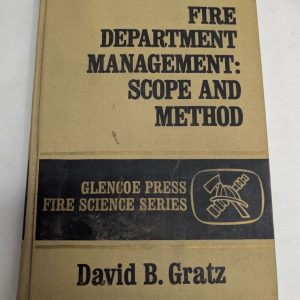 FIRE
DEPARTMENT
MANAGEMENT:
SCOPE AND
METHOD
GLENCOE PRESS
FIRE SCIENCE SERIES
David B. Gratz